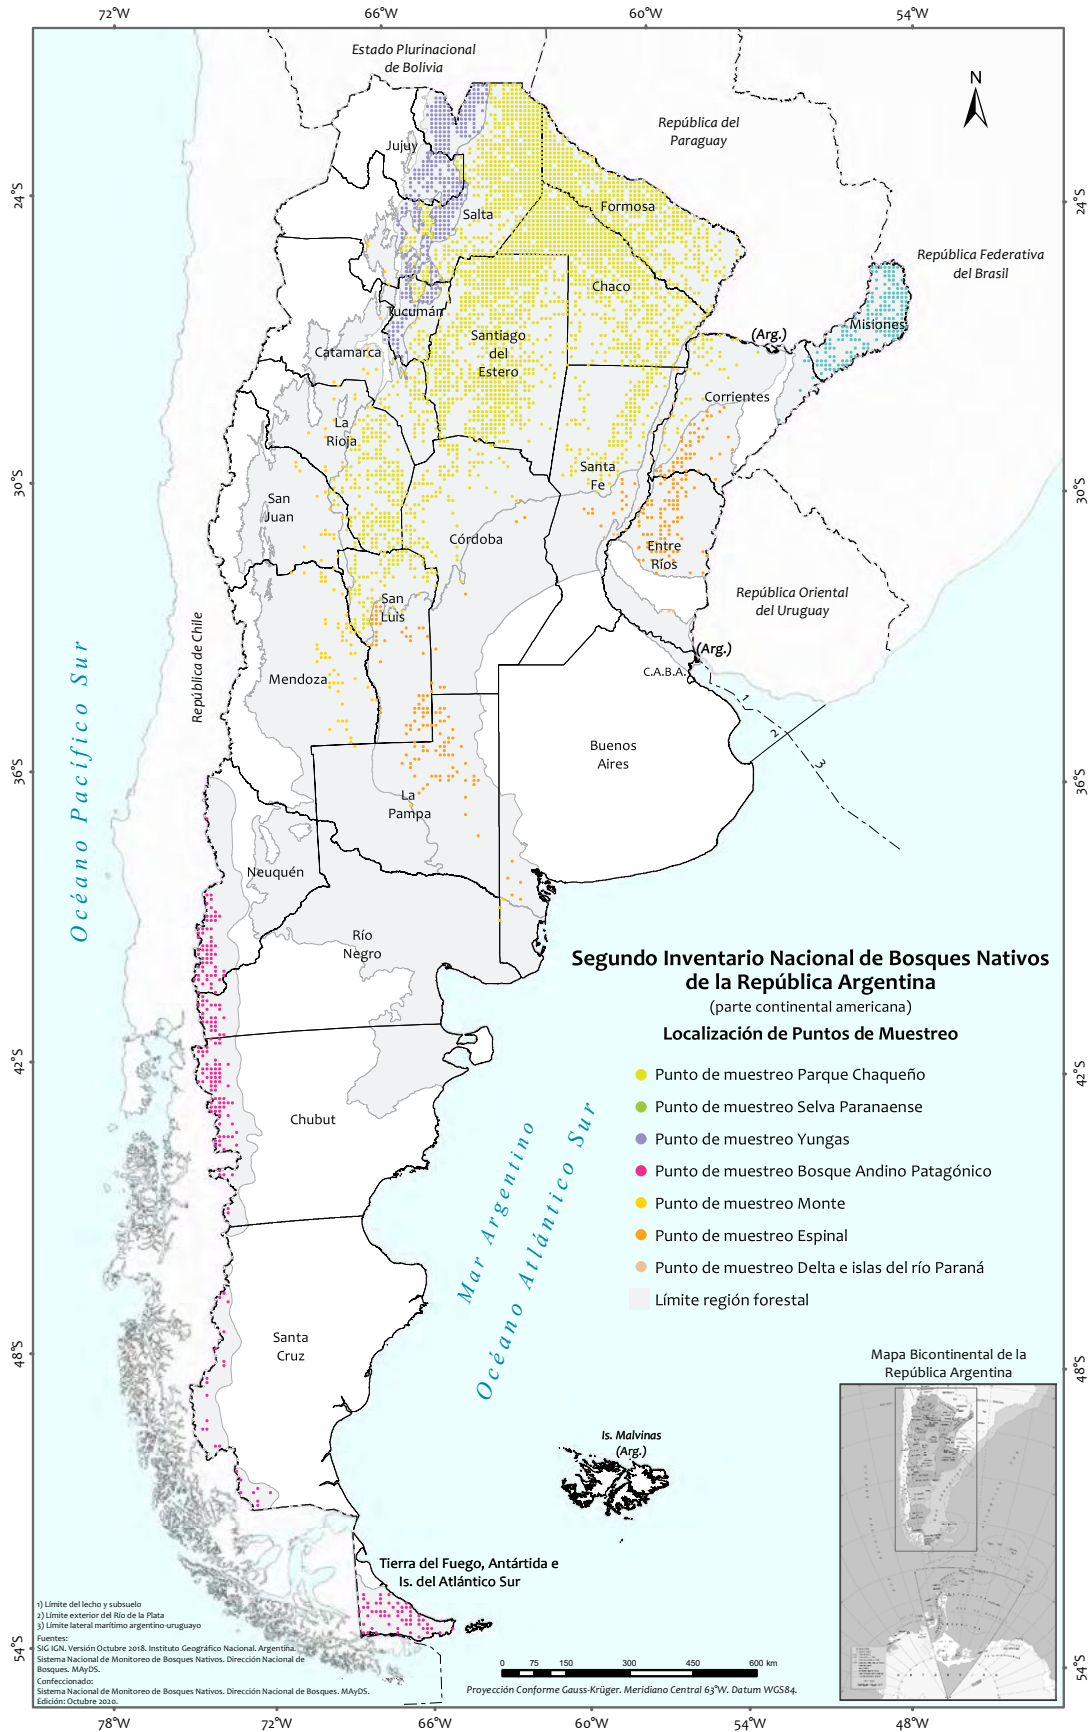 72°W
66°W
60°W
54°W
Estado Plurinacional
de Bolivia
N
República del
Paraguay
Jujuy
24°S
24°S
Salta
Formosa
República Federativa
del Brasil
Chaco
Tucumán
Misiones
(Arg.)
Santiago
del
Estero
Catamarca
Corrientes
La
Rioja
Santa
Fe
30°S
30°S
San
Juan
Córdoba
Entre
Ríos
República Oriental
del Uruguay
San
Luis
República de Chile
(Arg.)
C.A.B.A.
Mendoza
1
2
3
Océano Pacífico Sur
Buenos
Aires
36°S
36°S
La
Pampa
Neuquén
Río
Negro
Segundo Inventario Nacional de Bosques Nativos
de la República Argentina
(parte continental americana)
Localización de Puntos de Muestreo
42°S
42°S
Punto de muestreo Parque Chaqueño
Punto de muestreo Selva Paranaense
Punto de muestreo Yungas
Punto de muestreo Bosque Andino Patagónico
Punto de muestreo Monte
Punto de muestreo Espinal
Punto de muestreo Delta e islas del río Paraná
Límite región forestal
Chubut
Mar Argentino
Océano Atlántico Sur
Santa
Cruz
48°S
48°S
Mapa Bicontinental de la
República Argentina
Is. Malvinas
(Arg.)
Tierra del Fuego, Antártida e
Is. del Atlántico Sur
1) Límite del lecho y subsuelo
2) Límite exterior del Río de la Plata
3) Límite lateral marítimo argentino-uruguayo
Fuentes:
SIG IGN. Versión Octubre 2018. Instituto Geográfico Nacional. Argentina.
Sistema Nacional de Monitoreo de Bosques Nativos. Dirección Nacional de
Bosques. MAyDS.
Confeccionado:
Sistema Nacional de Monitoreo de Bosques Nativos. Dirección Nacional de Bosques. MAyDS.
Edición: Octubre 2020.
54°S
54°S
0 75 150 300 450 600 km
Proyección Conforme Gauss-Krüger. Meridiano Central 63°W. Datum WGS84.
78°W
72°W
66°W
60°W
54°W
48°W